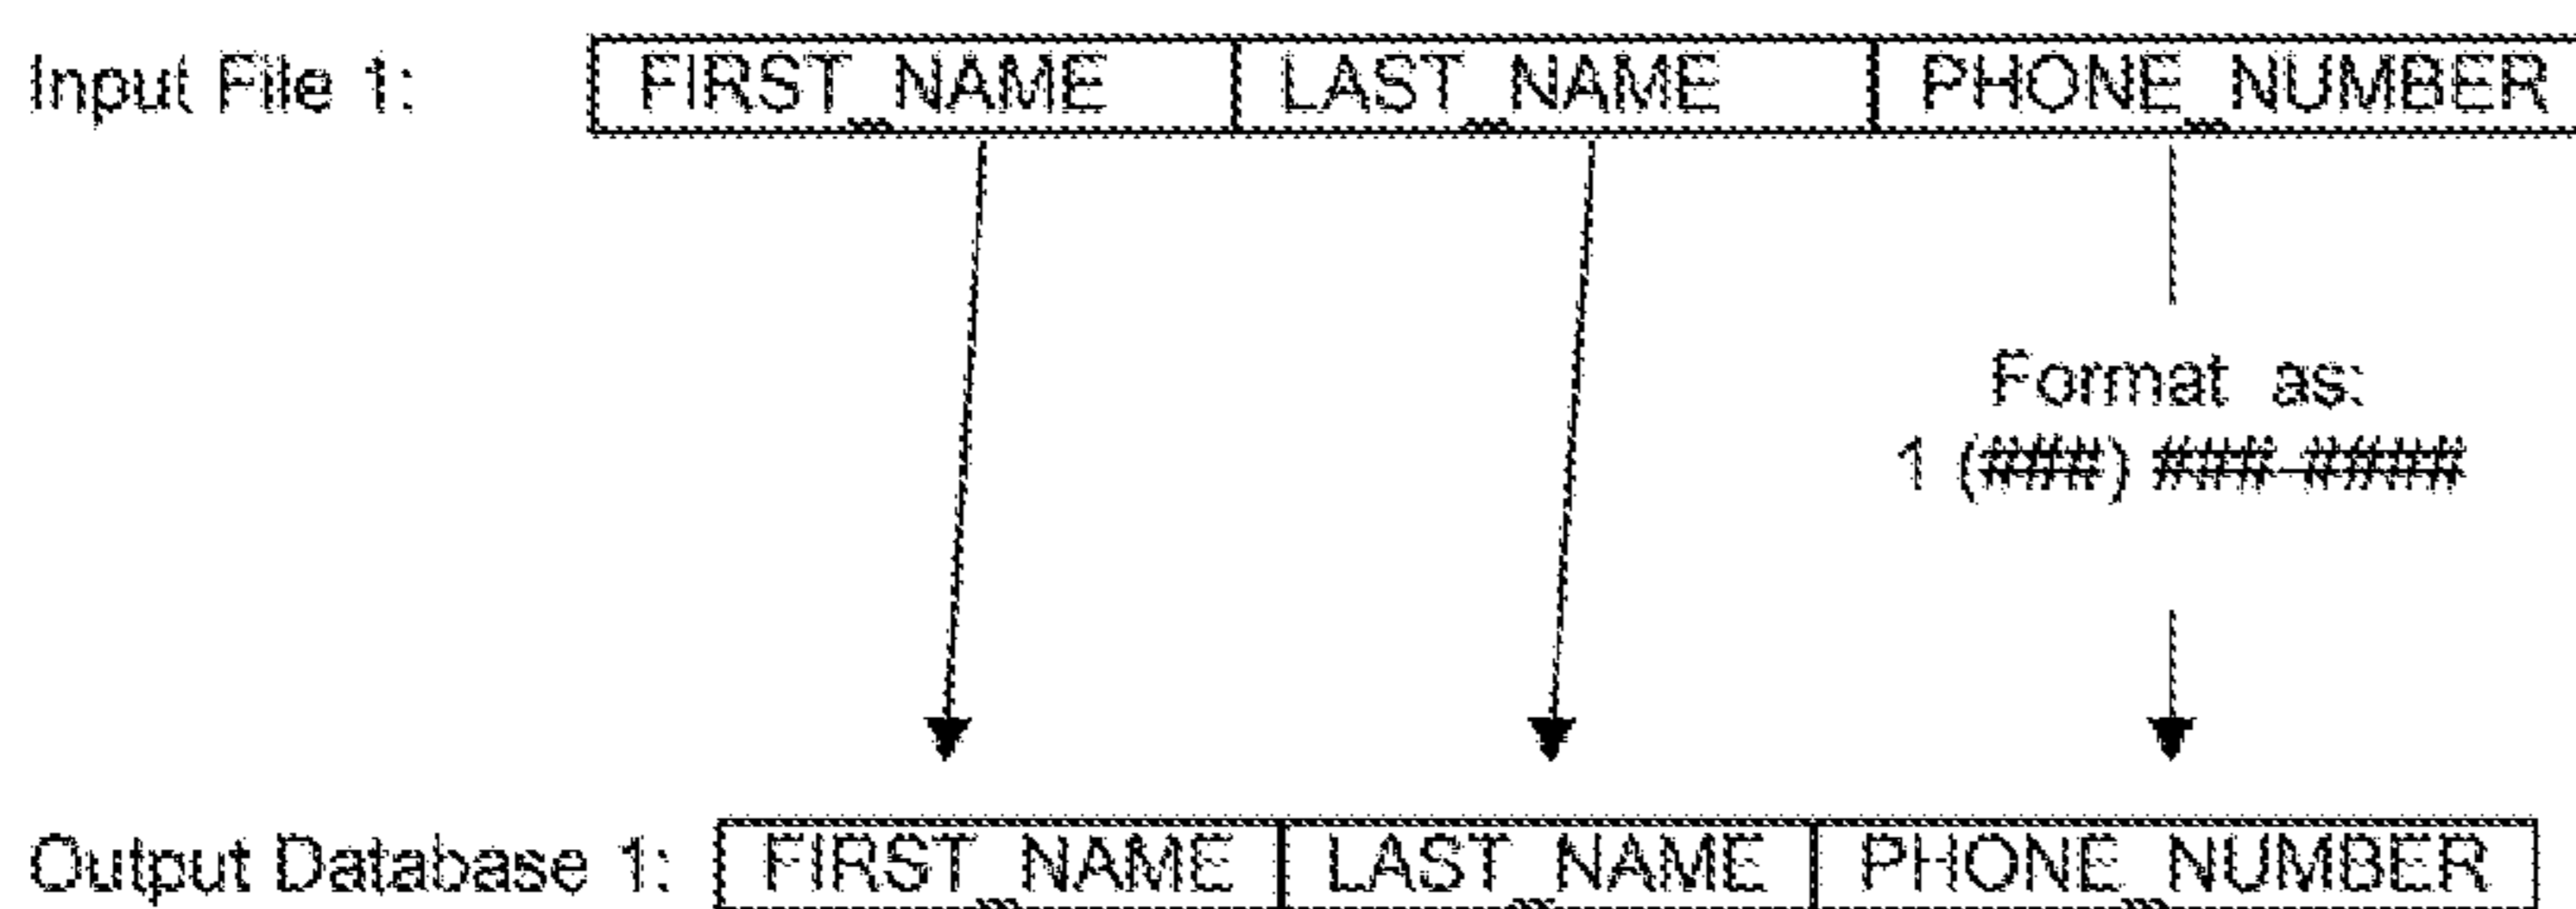 Input File 1: FIRST_NAME LAST_NAME PHONE_NUMBER
Format as:
1 (###) ###-####
Output Database 1: FIRST_NAME LAST_NAME PHONE_NUMBER